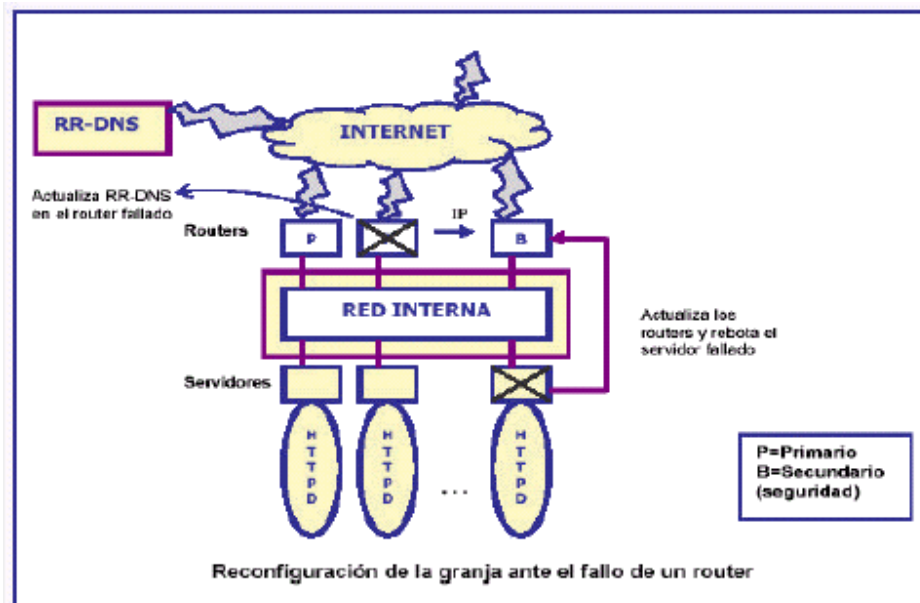 RR-DNS
INTERNET
Actualiza RR-DNS
en el router fallado
Routers
P
IP
B
RED INTERNA
Actualiza los
routers y rebota el
servidor fallado
Servidores
HTTPD
HTTPD
...
HTTPD
P=Primario
B=Secundario
(seguridad)
Reconfiguración de la granja ante el fallo de un router